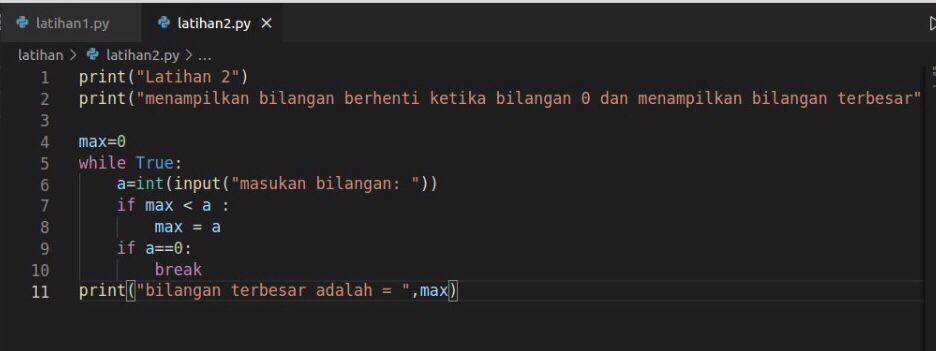 latihan1.py latihan2.py ×
latihan > latihan2.py > ...
1 print("Latihan 2")
2 print("menampilkan bilangan berhenti ketika bilangan 0 dan menampilkan bilangan terbesar"
3
4 max=0
5 while True:
6     a=int(input("masukan bilangan: "))
7     if max < a :
8         max = a
9     if a==0:
10         break
11 print("bilangan terbesar adalah = ",max)